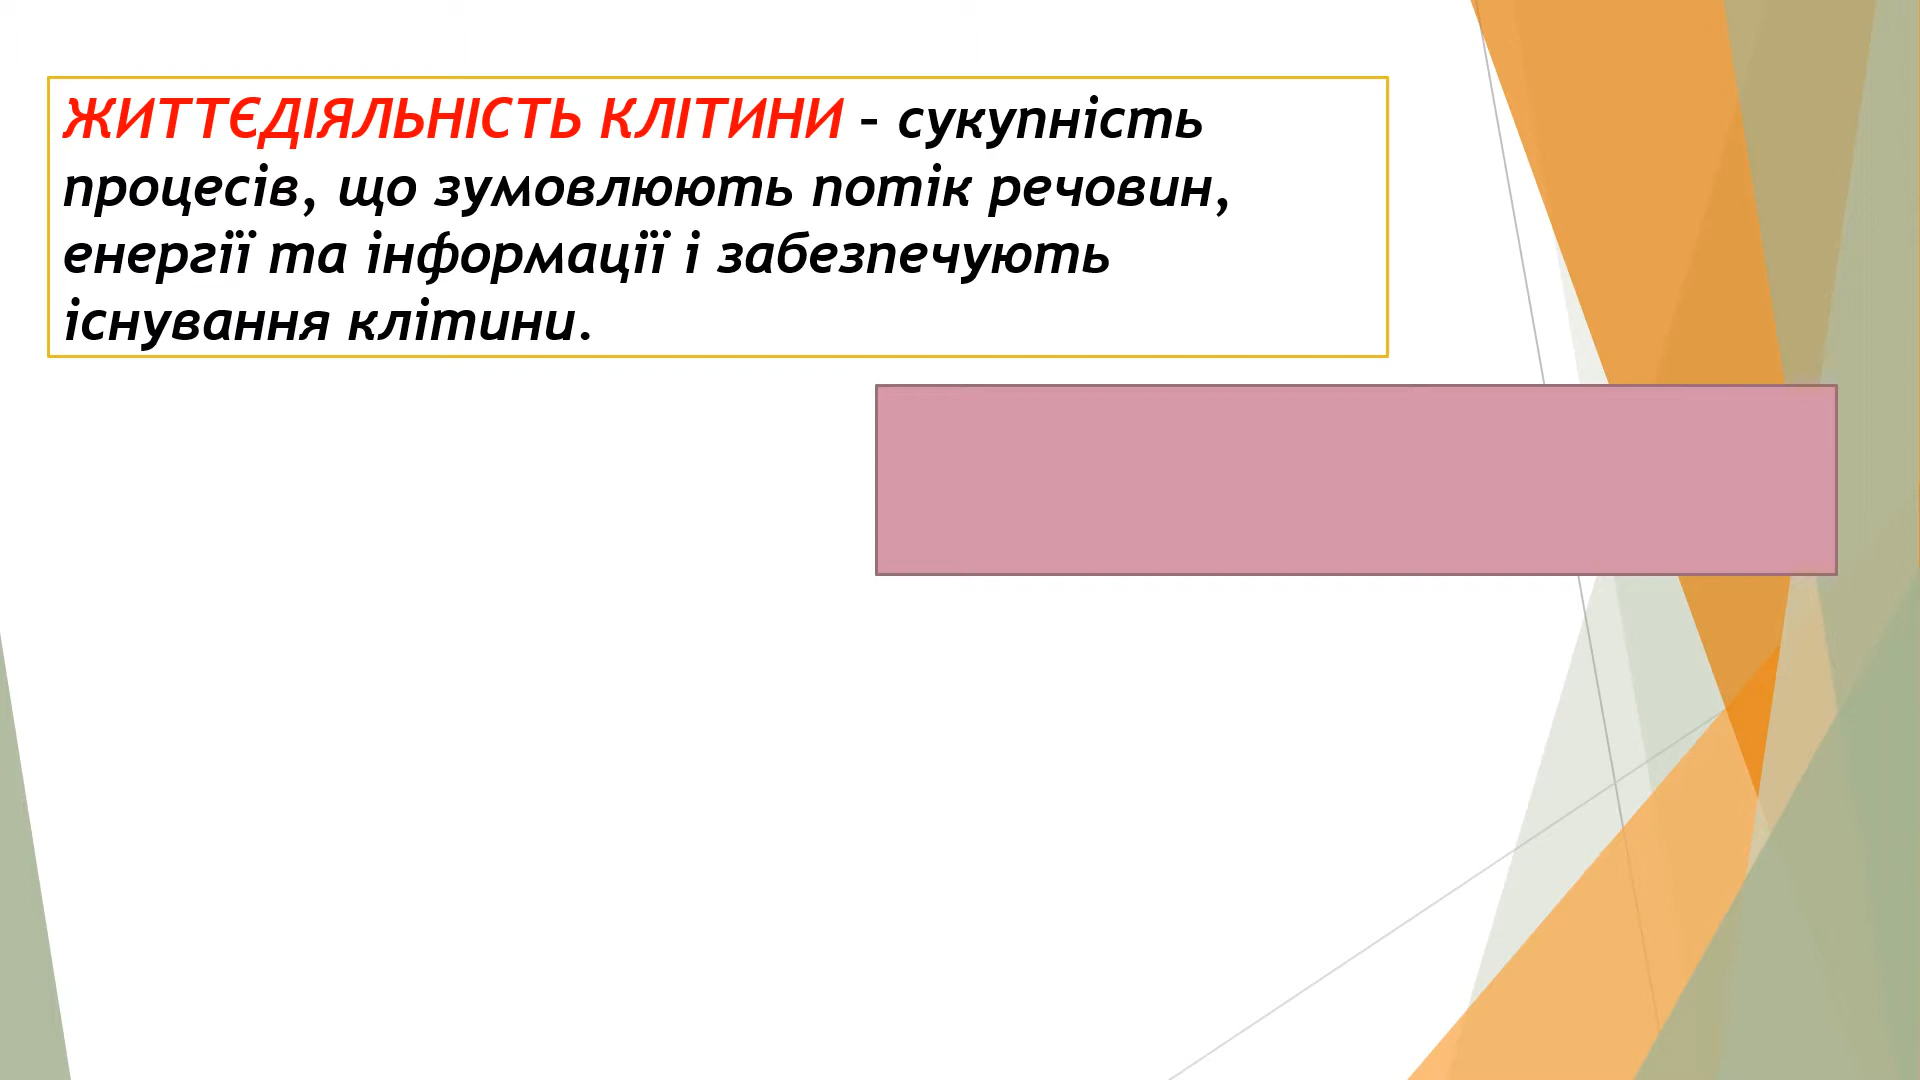 ЖИТТЄДІЯЛЬНІСТЬ КЛІТИНИ – сукупність
процесів, що зумовлюють потік речовин,
енергії та інформації і забезпечують
існування клітини.